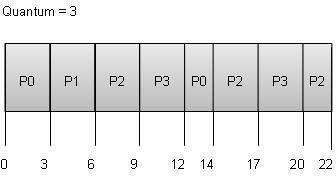 Quantum = 3
P0 P1 P2 P3 P0 P2 P3 P2
0 3 6 9 12 14 17 20 22